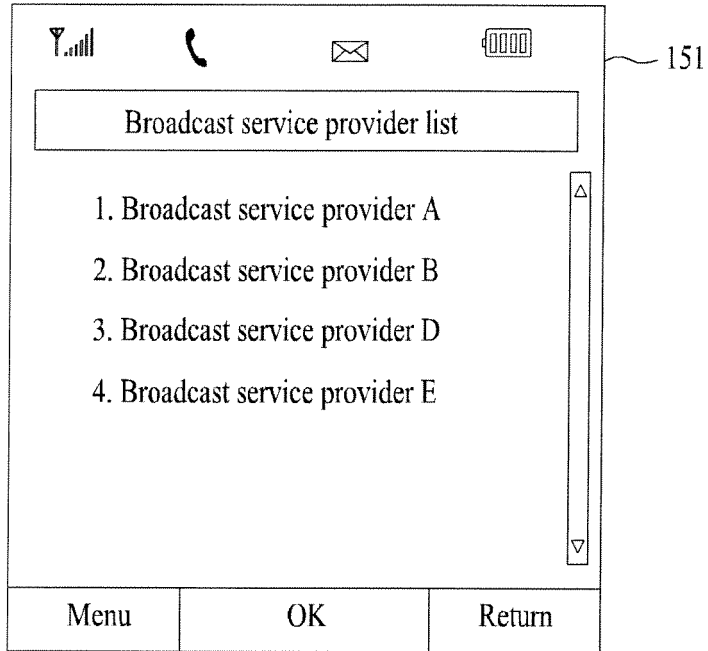 151
Broadcast service provider list
1. Broadcast service provider A
2. Broadcast service provider B
3. Broadcast service provider D
4. Broadcast service provider E
Menu OK Return